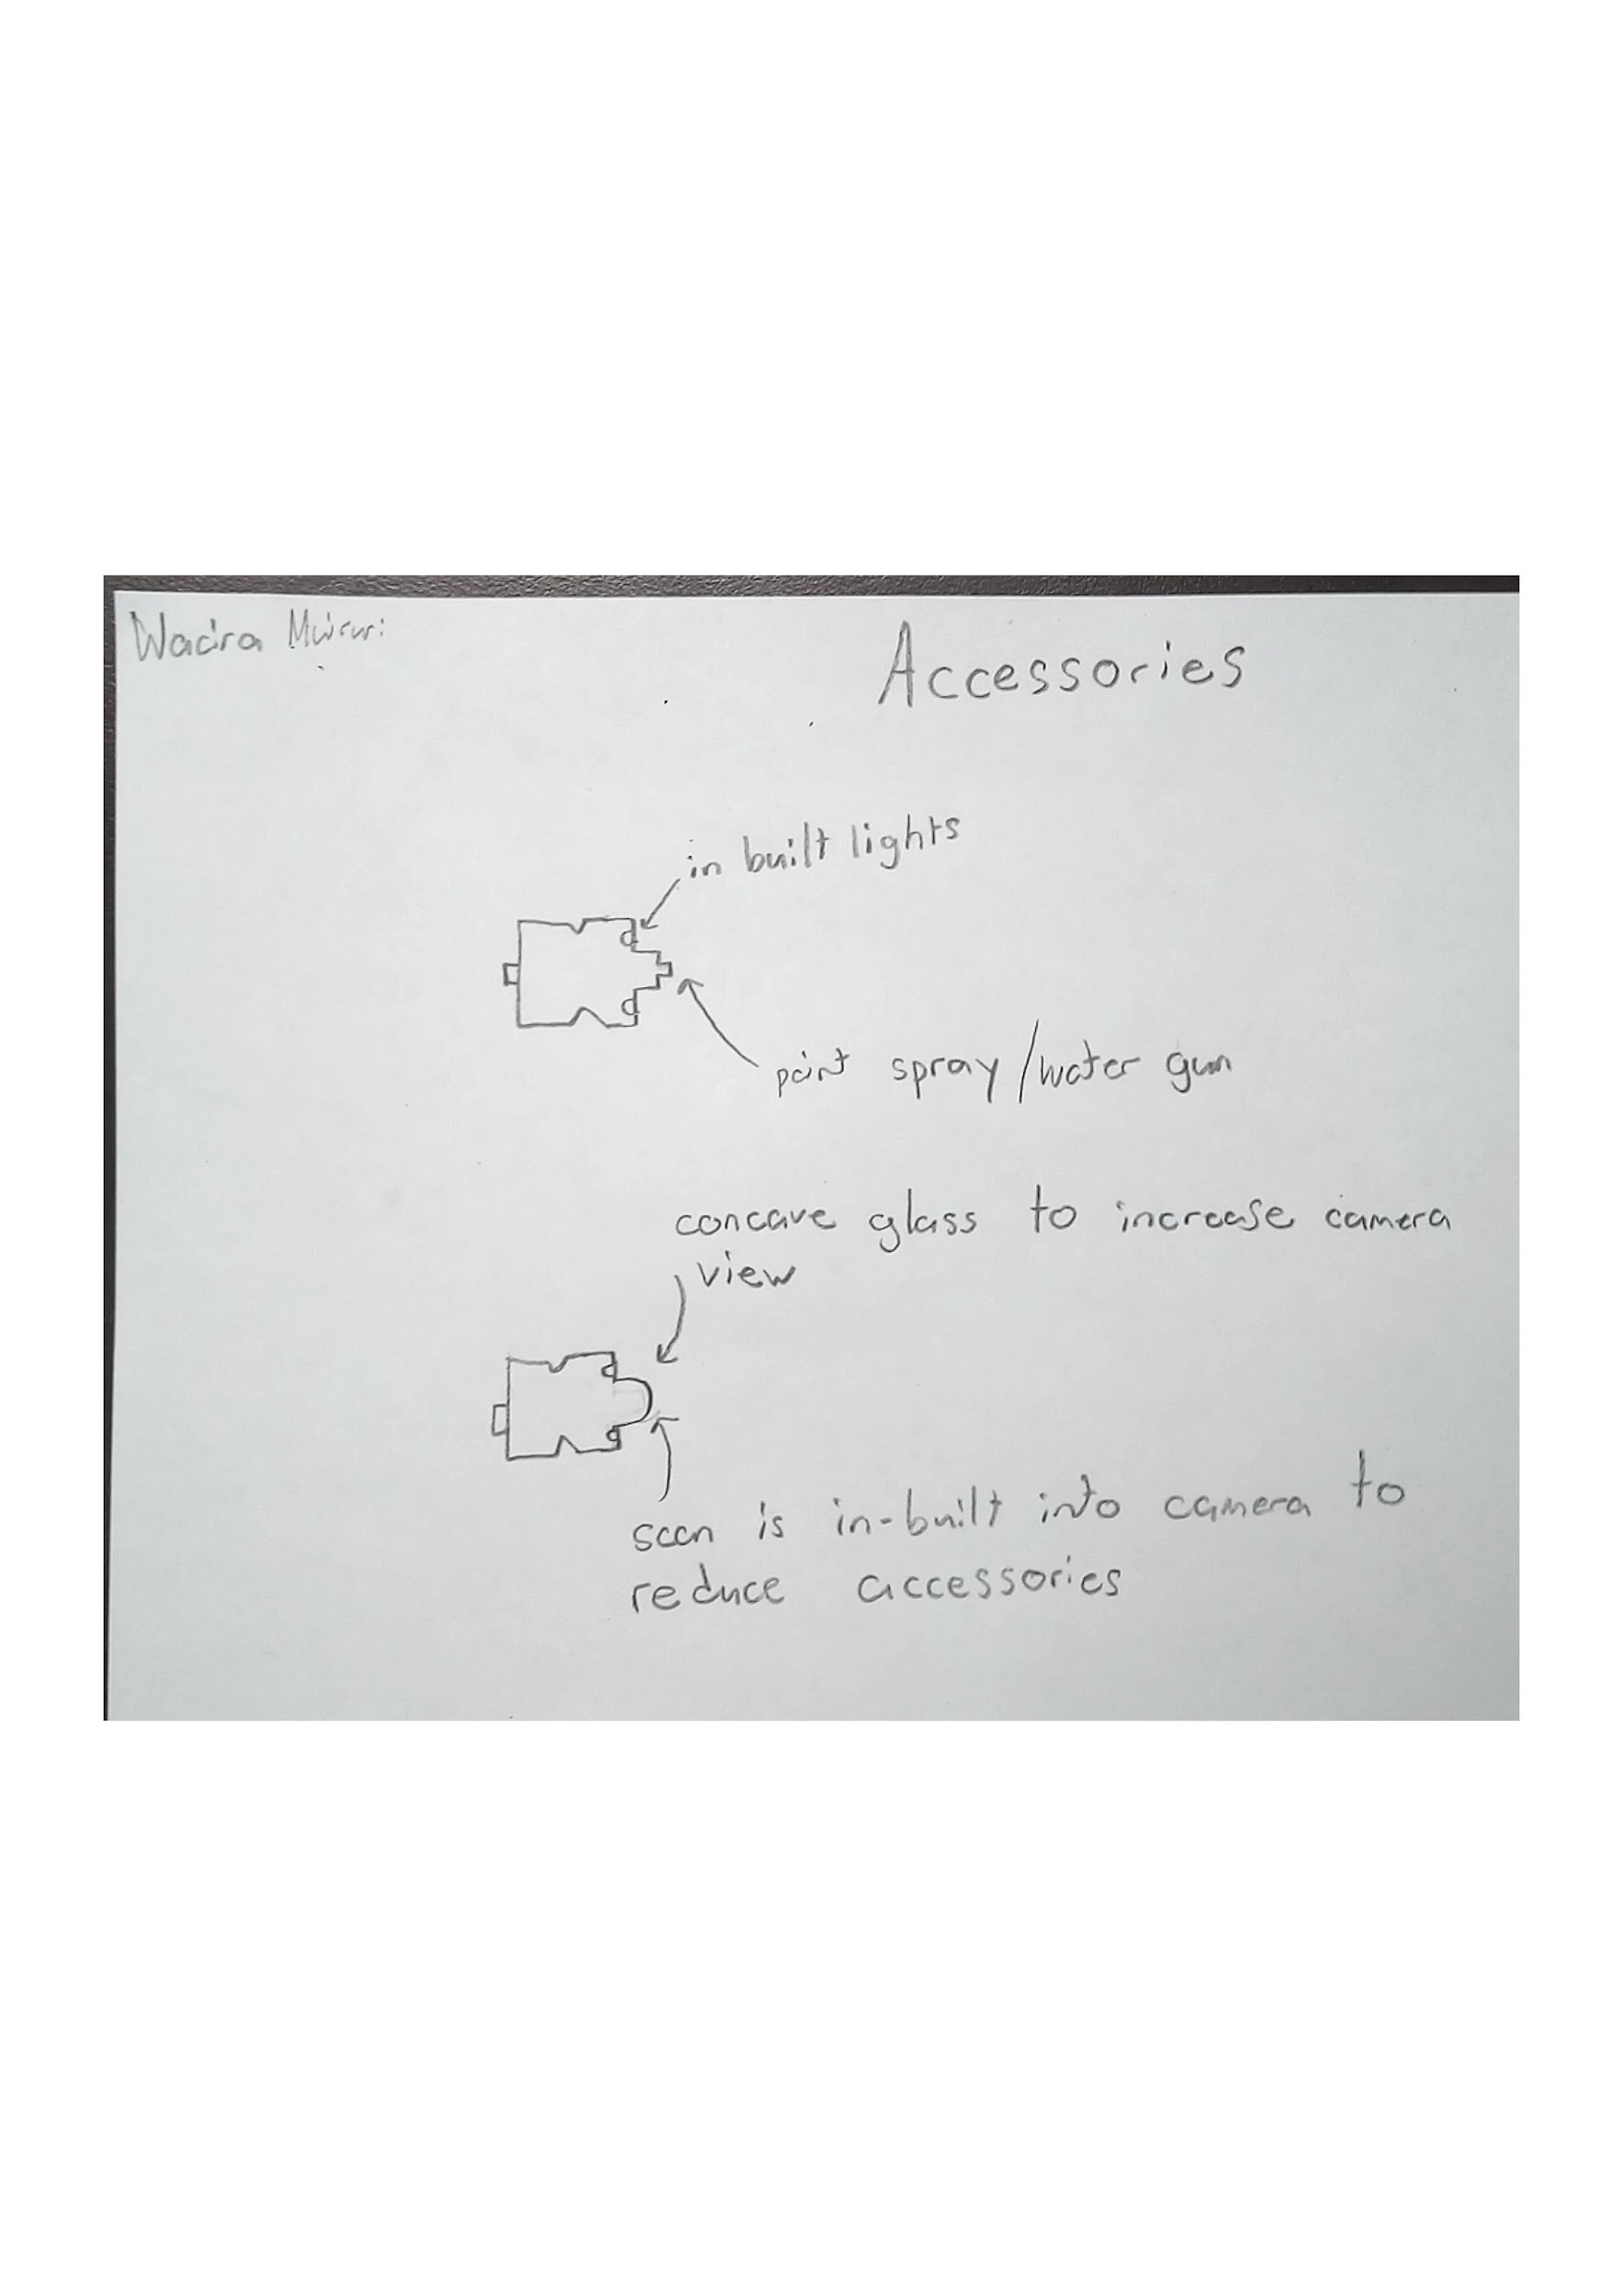 Wacira Muiruri
Accessories
in built lights
paint spray/water gun
concave glass to increase camera
view
scan is in-built into camera to
reduce accessories